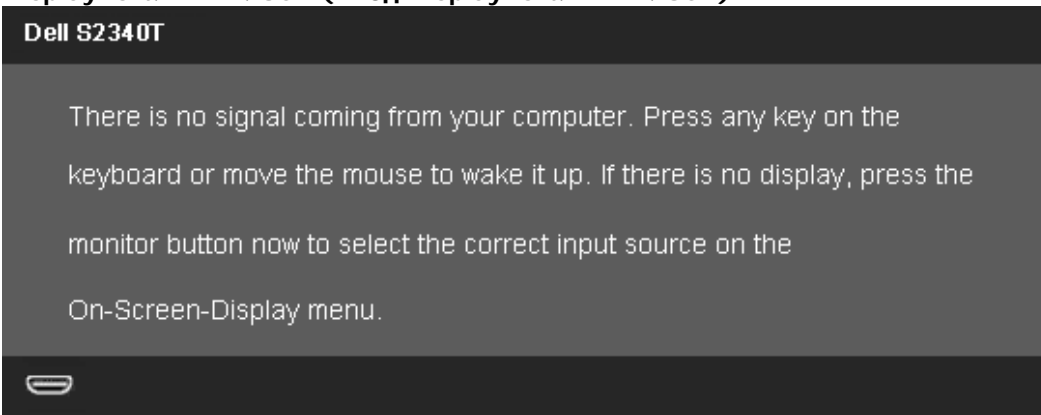 Dell S2340T
There is no signal coming from your computer. Press any key on the
keyboard or move the mouse to wake it up. If there is no display, press the
monitor button now to select the correct input source on the
On-Screen-Display menu.